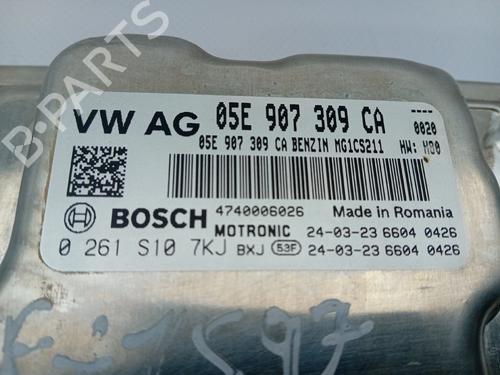 VW AG 05E 907 309 CA ----
0020
05E 907 309 CA BENZIN MG1CS211 HW: H80
BOSCH 4740006026 Made in Romania
MOTRONIC 24-03-23 6604 0426
0 261 S10 7KJ BXJ 53F 24-03-23 6604 0426
B-PARTS